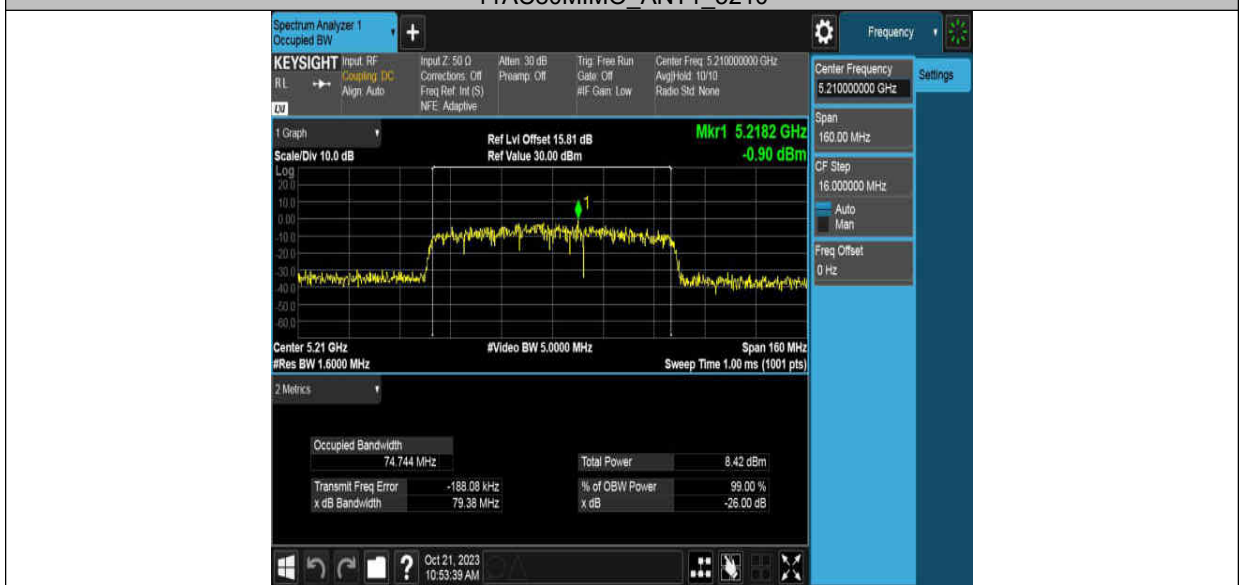 11AC80MIMO_ANT1_5210
Spectrum Analyzer 1
Occupied BW
+
Frequency
KEYSIGHT
RL
LXI
Input: RF
Coupling: DC
Align: Auto
Input Z: 50 Ω
Corrections: Off
Freq Ref: Int (S)
NFE: Adaptive
Atten: 30 dB
Preamp: Off
Trig: Free Run
Gate: Off
#IF Gain: Low
Center Freq: 5.210000000 GHz
Avg|Hold: 10/10
Radio Std: None
Center Frequency
5.210000000 GHz
Settings
Span
160.00 MHz
CF Step
16.000000 MHz
Auto
Man
Freq Offset
0 Hz
1 Graph
Scale/Div 10.0 dB
Ref Lvl Offset 15.81 dB
Ref Value 30.00 dBm
Mkr1 5.2182 GHz
-0.90 dBm
Log
20.0
10.0
0.00
-10.0
-20.0
-30.0
-40.0
-50.0
-60.0
1
Center 5.21 GHz
#Video BW 5.0000 MHz
Span 160 MHz
#Res BW 1.6000 MHz
Sweep Time 1.00 ms (1001 pts)
2 Metrics
Occupied Bandwidth
74.744 MHz
Total Power 8.42 dBm
Transmit Freq Error -188.08 kHz
% of OBW Power 99.00 %
x dB Bandwidth 79.38 MHz
x dB -26.00 dB
?
Oct 21, 2023
10:53:39 AM